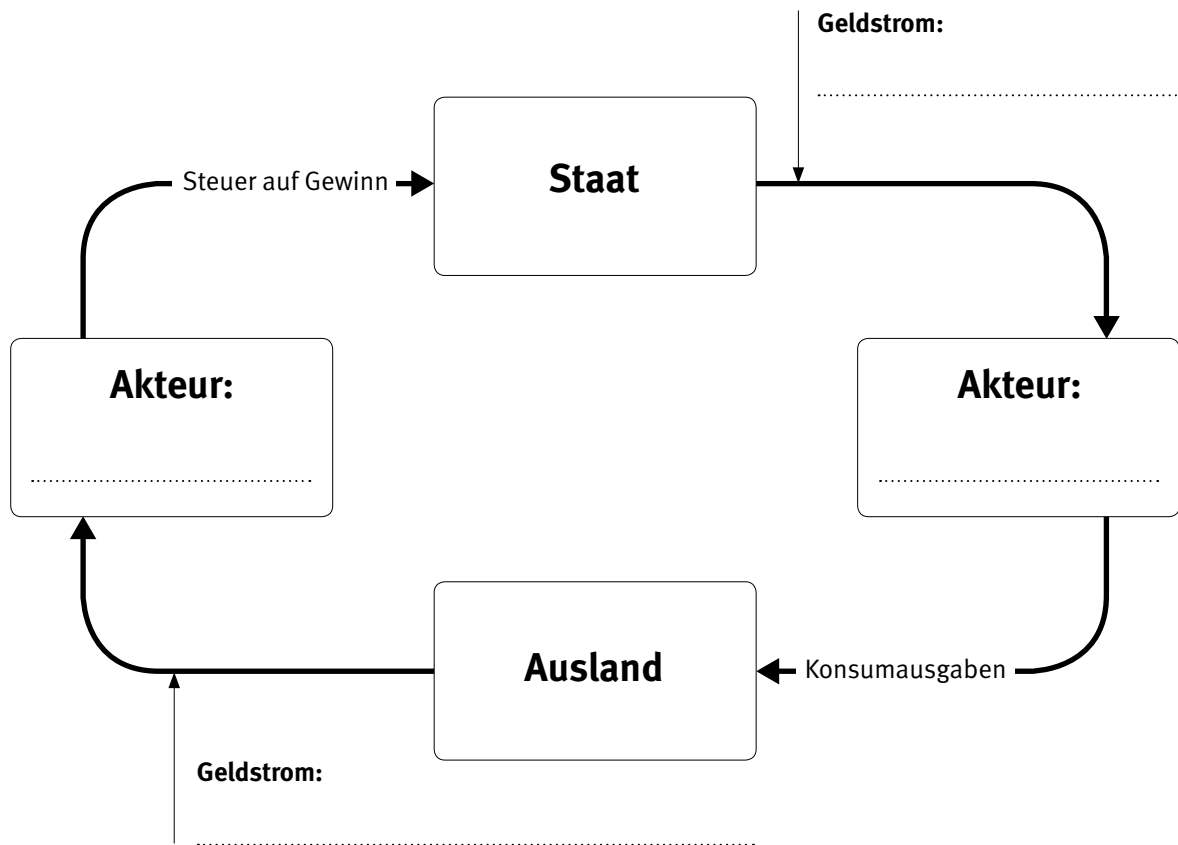 Geldstrom:
Steuer auf Gewinn
Staat
Akteur:
Akteur:
Ausland
Konsumausgaben
Geldstrom: